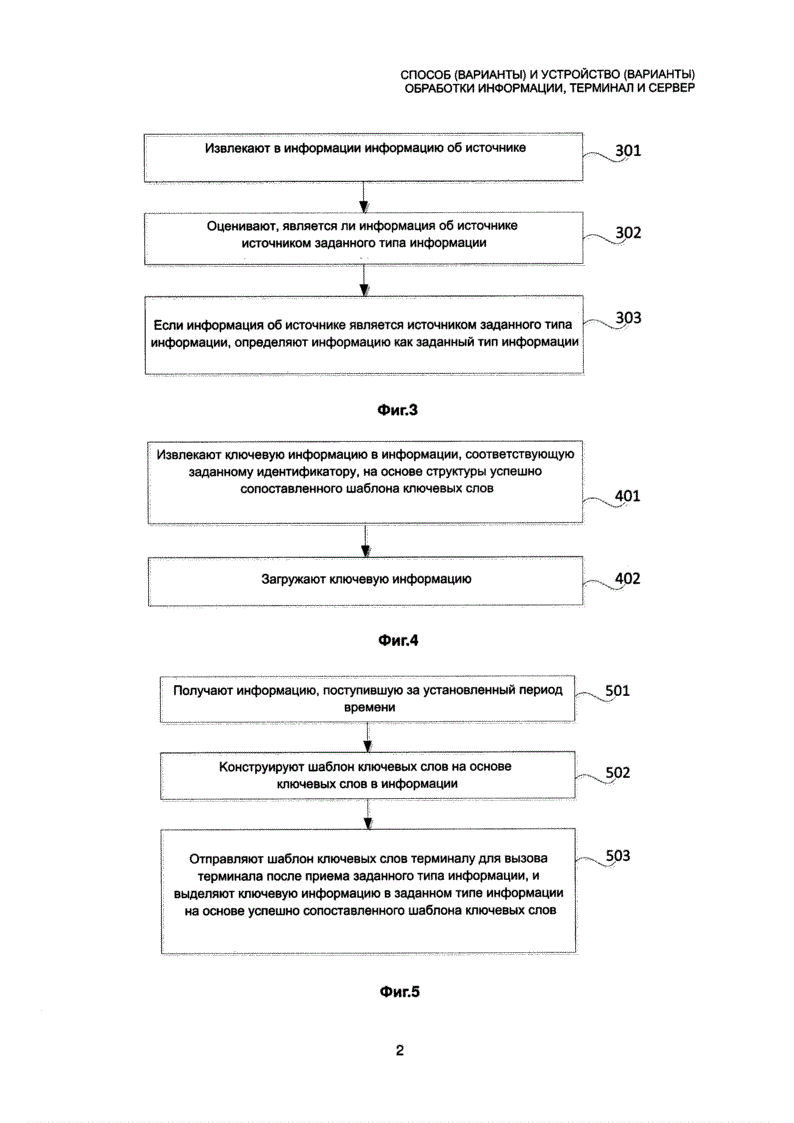 СПОСОБ (ВАРИАНТЫ) И УСТРОЙСТВО (ВАРИАНТЫ)
ОБРАБОТКИ ИНФОРМАЦИИ, ТЕРМИНАЛ И СЕРВЕР
Извлекают в информации информацию об источнике
301
Оценивают, является ли информация об источнике
источником заданного типа информации
302
Если информация об источнике является источником заданного типа
информации, определяют информацию как заданный тип информации
303
Фиг.3
Извлекают ключевую информацию в информации, соответствующую
заданному идентификатору, на основе структуры успешно
сопоставленного шаблона ключевых слов
401
Загружают ключевую информацию
402
Фиг.4
Получают информацию, поступившую за установленный период
времени
501
Конструируют шаблон ключевых слов на основе
ключевых слов в информации
502
Отправляют шаблон ключевых слов терминалу для вызова
терминала после приема заданного типа информации, и
выделяют ключевую информацию в заданном типе информации
на основе успешно сопоставленного шаблона ключевых слов
503
Фиг.5
2